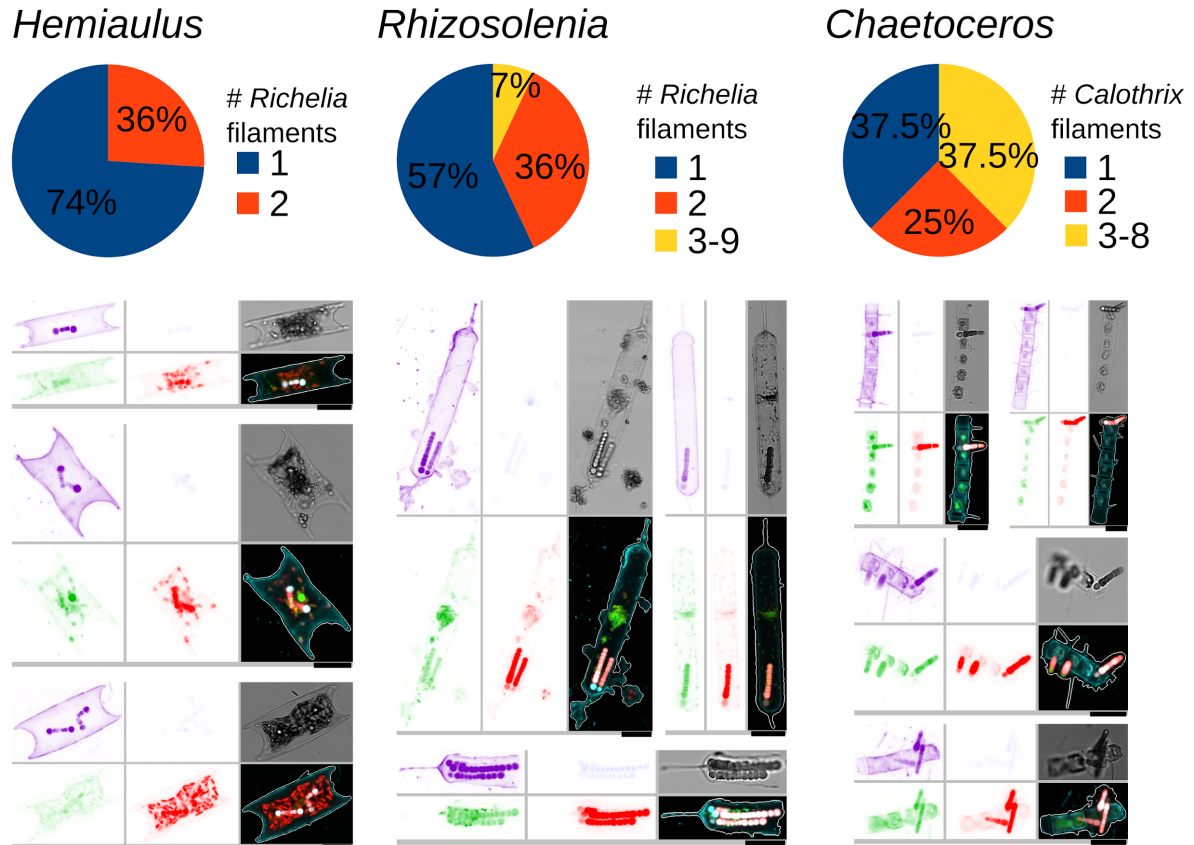 Hemiaulus
36%
74%
# Richelia
filaments
1
2
Rhizosolenia
7%
57%
36%
# Richelia
filaments
1
2
3-9
Chaetoceros
37.5%
37.5%
25%
# Calothrix
filaments
1
2
3-8